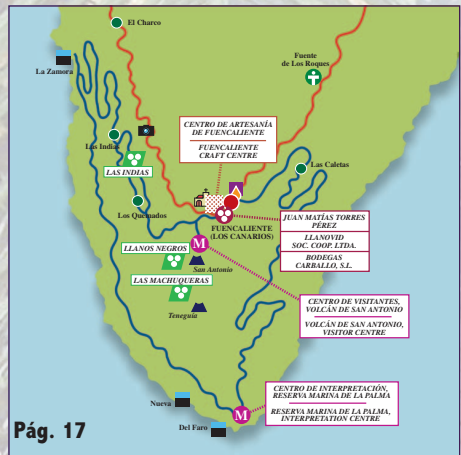 El Charco
La Zamora
Fuente
de Los Roques
CENTRO DE ARTESANÍA
DE FUENCALIENTE
FUENCALIENTE
CRAFT CENTRE
Las Indias
LAS INDIAS
Las Caletas
Los Quemados
JUAN MATÍAS TORRES
PÉREZ
LLANOVID
SOC. COOP. LTDA.
BODEGAS
CARBALLO, S.L.
FUENCALIENTE
(LOS CANARIOS)
M
LLANOS NEGROS
San Antonio
LAS MACHUQUERAS
Teneguía
CENTRO DE VISITANTES,
VOLCÁN DE SAN ANTONIO
VOLCÁN DE SAN ANTONIO,
VISITOR CENTRE
CENTRO DE INTERPRETACIÓN,
RESERVA MARINA DE LA PALMA
RESERVA MARINA DE LA PALMA,
INTERPRETATION CENTRE
Nueva
M
Del Faro
Pág. 17